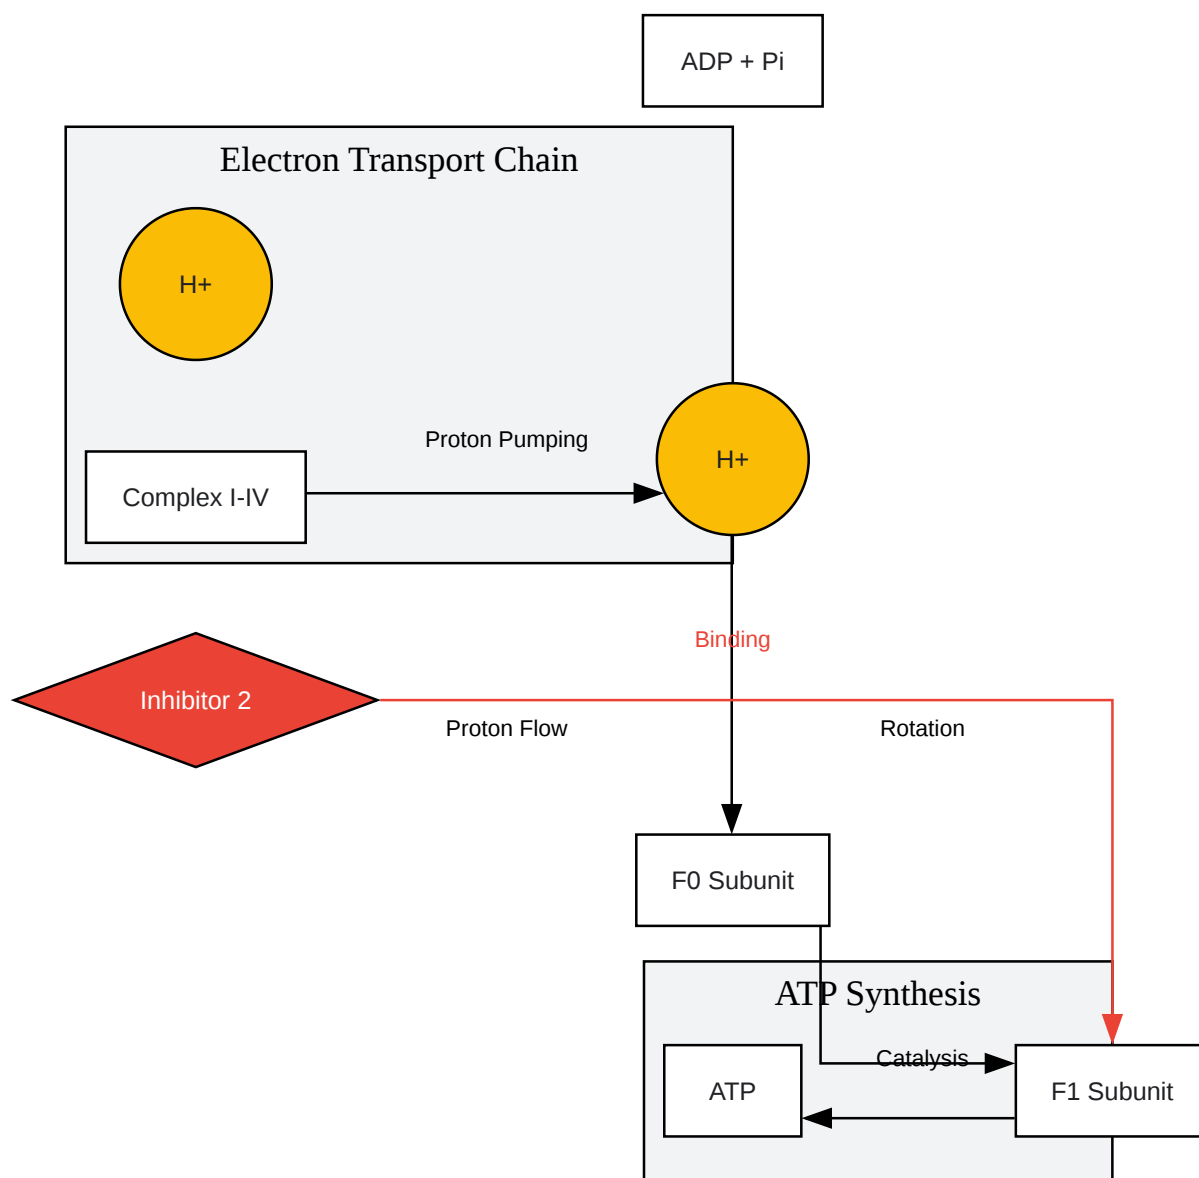 ADP + Pi
Electron Transport Chain
H+
Proton Pumping
H+
Complex I-IV
Binding
Inhibitor 2
Proton Flow
Rotation
F0 Subunit
ATP Synthesis
Catalysis
ATP
F1 Subunit